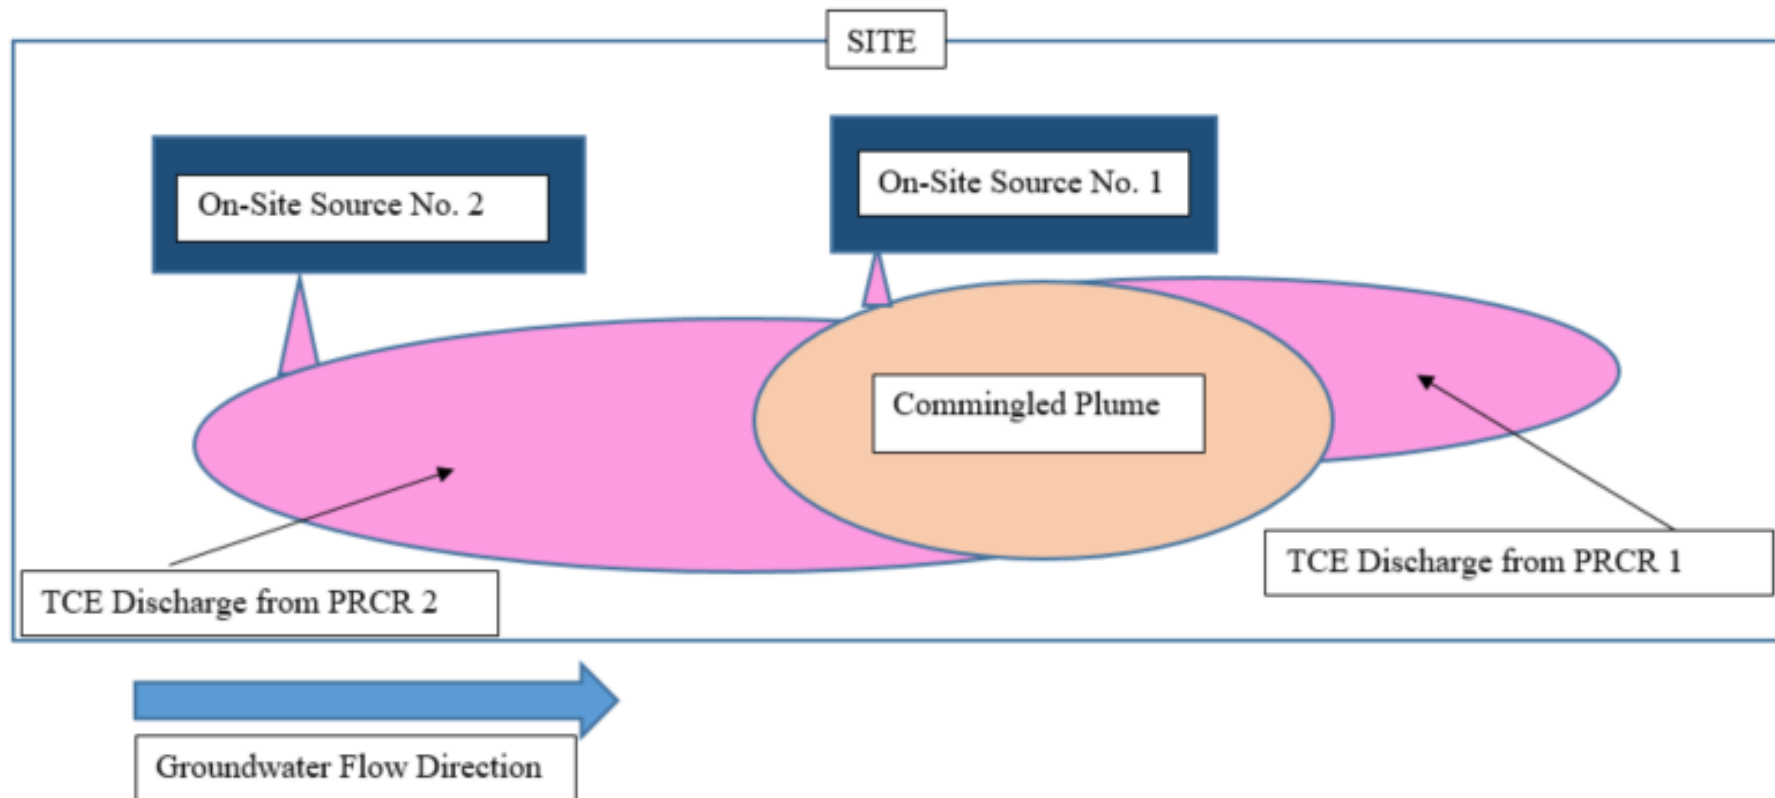 SITE
On-Site Source No. 2
On-Site Source No. 1
Commingled Plume
TCE Discharge from PRCR 1
TCE Discharge from PRCR 2
Groundwater Flow Direction